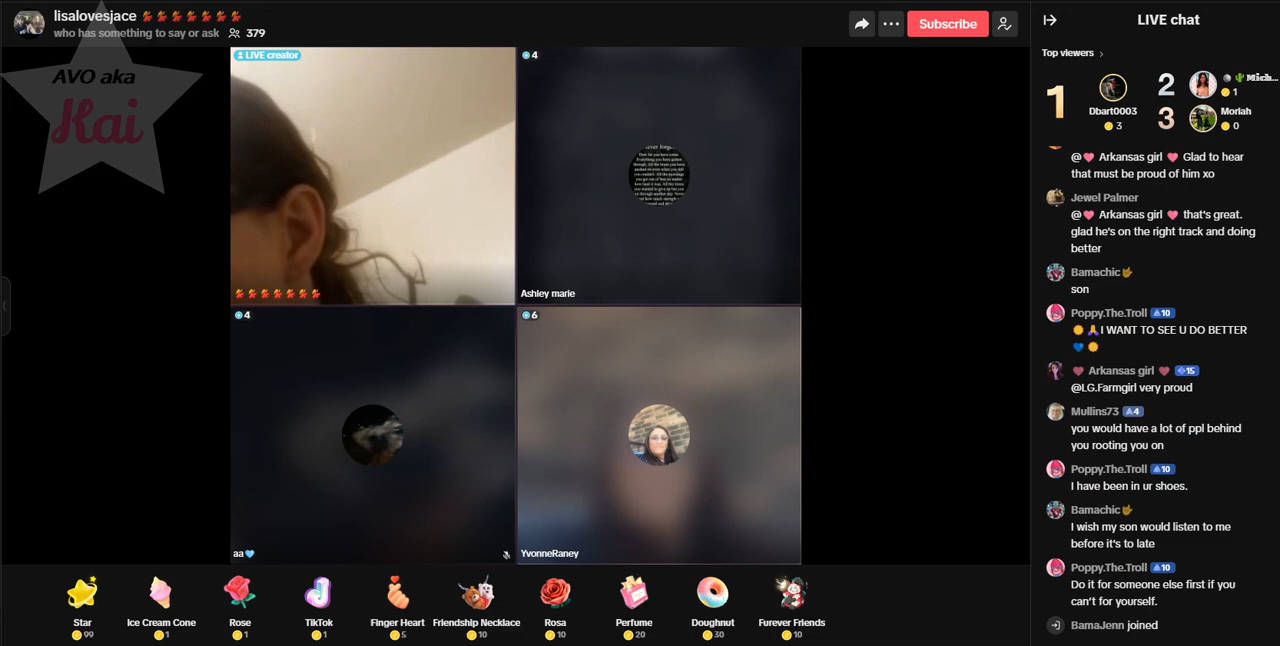 lisalovesjace
who has something to say or ask 379
Subscribe
AVO aka
Kai
LIVE creator
4
Ashley marie
4
aa
6
YvonneRaney
Star
99
Ice Cream Cone
1
Rose
1
TikTok
1
Finger Heart
5
Friendship Necklace
10
Rosa
10
Perfume
20
Doughnut
30
Furever Friends
10
LIVE chat
Top viewers
1
Dbart0003
3
2
Mich...
1
3
Moriah
0
@💗 Arkansas girl 💗 Glad to hear
that must be proud of him xo
Jewel Palmer
@💗 Arkansas girl 💗 that's great.
glad he's on the right track and doing
better
Bamachic
son
Poppy.The.Troll 10
I WANT TO SEE U DO BETTER
Arkansas girl 15
@LG.Farmgirl very proud
Mullins73 4
you would have a lot of ppl behind
you rooting you on
Poppy.The.Troll 10
I have been in ur shoes.
Bamachic
I wish my son would listen to me
before it's to late
Poppy.The.Troll 10
Do it for someone else first if you
can't for yourself.
BamaJenn joined